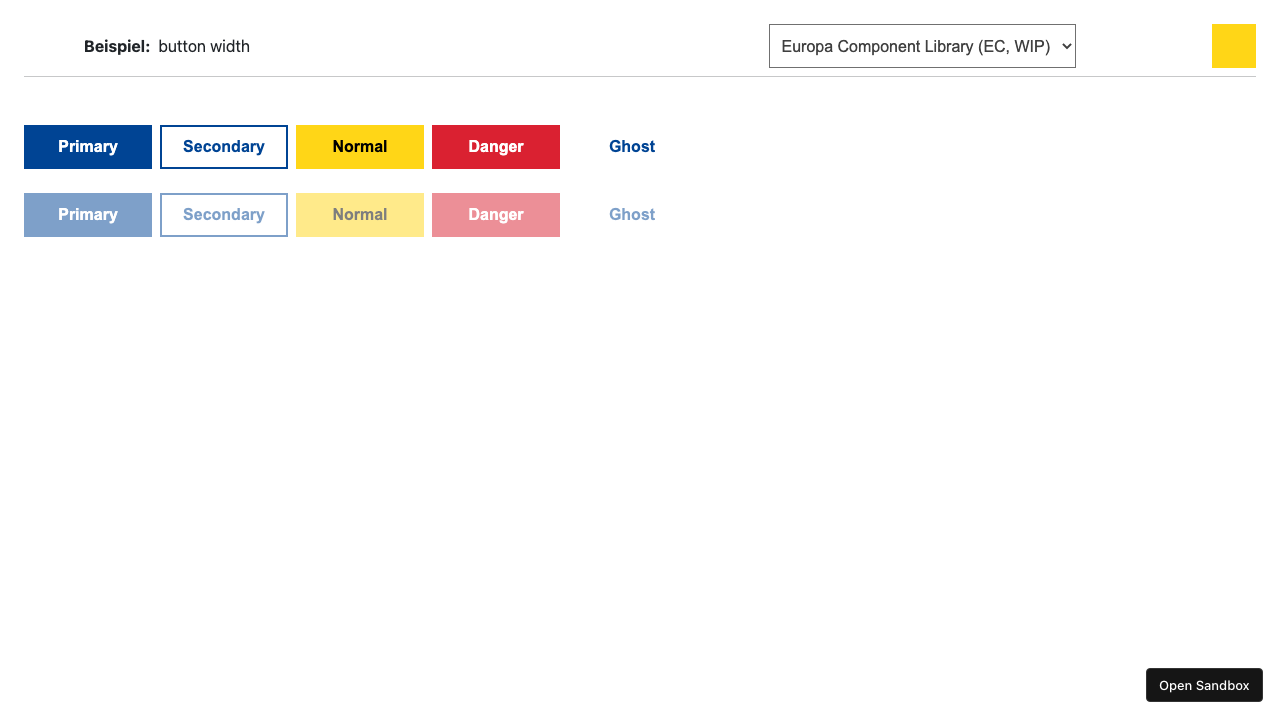 Beispiel: button width
Europa Component Library (EC, WIP)
Primary Secondary Normal Danger Ghost
Primary Secondary Normal Danger Ghost
Open Sandbox